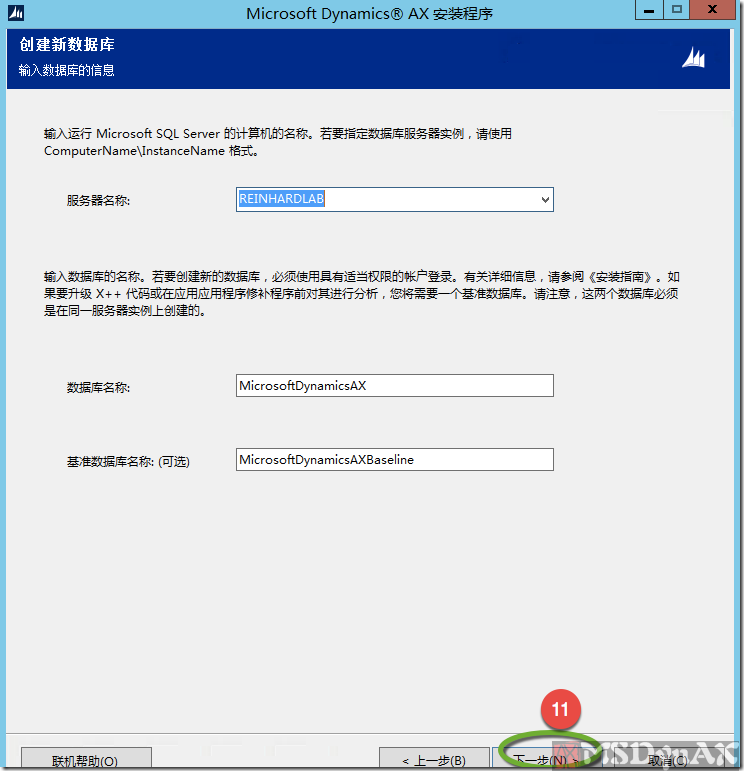 Microsoft Dynamics® AX 安装程序
创建新数据库
输入数据库的信息
输入运行 Microsoft SQL Server 的计算机的名称。若要指定数据库服务器实例，请使用
ComputerName\InstanceName 格式。
服务器名称:
REINHARDLAB
输入数据库的名称。若要创建新的数据库，必须使用具有适当权限的帐户登录。有关详细信息，请参阅《安装指南》。如
果要升级 X++ 代码或在应用应用程序修补程序前对其进行分析，您将需要一个基准数据库。请注意，这两个数据库必须
是在同一服务器实例上创建的。
数据库名称:
MicrosoftDynamicsAX
基准数据库名称: (可选)
MicrosoftDynamicsAXBaseline
11
联机帮助(O)
< 上一步(B)
下一步(N) >
取消(C)
MSDynAX